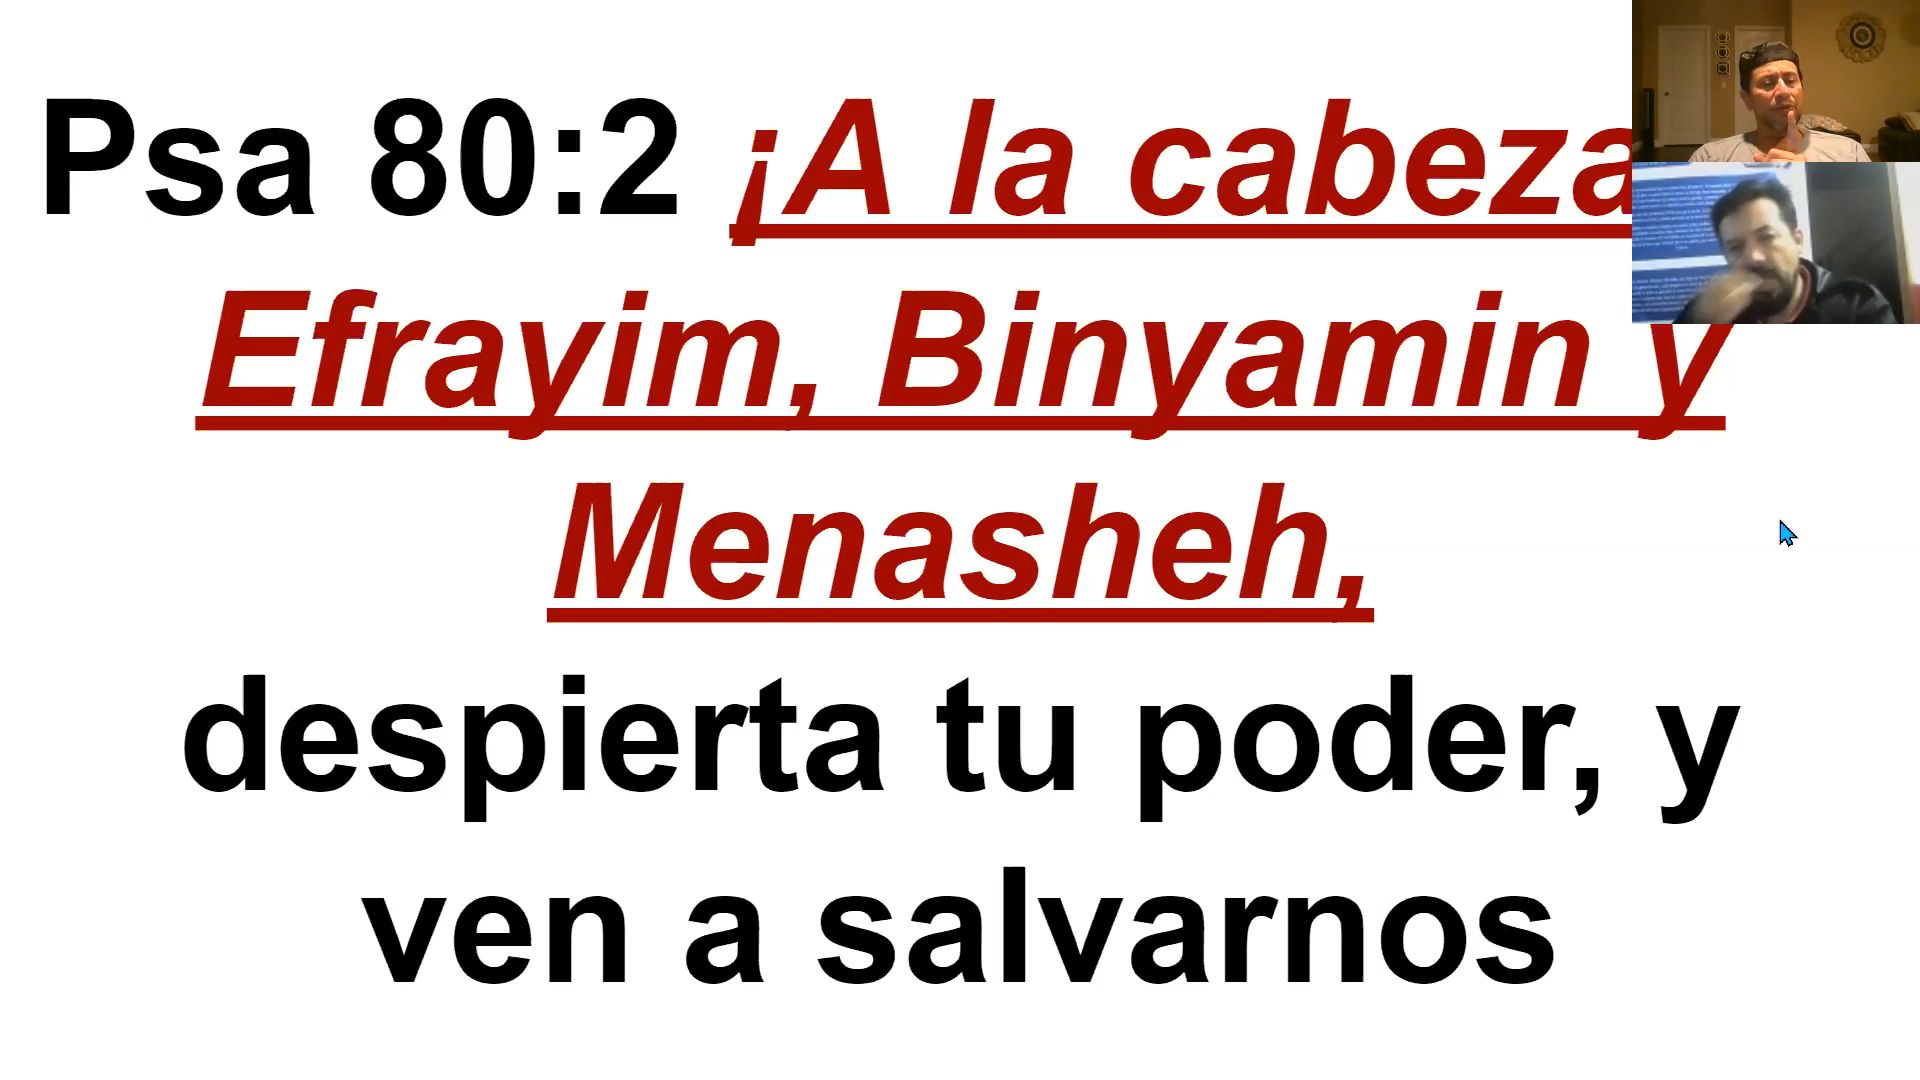 Psa 80:2 ¡A la cabeza
Efrayim, Binyamin y
Menasheh,
despierta tu poder, y
ven a salvarnos